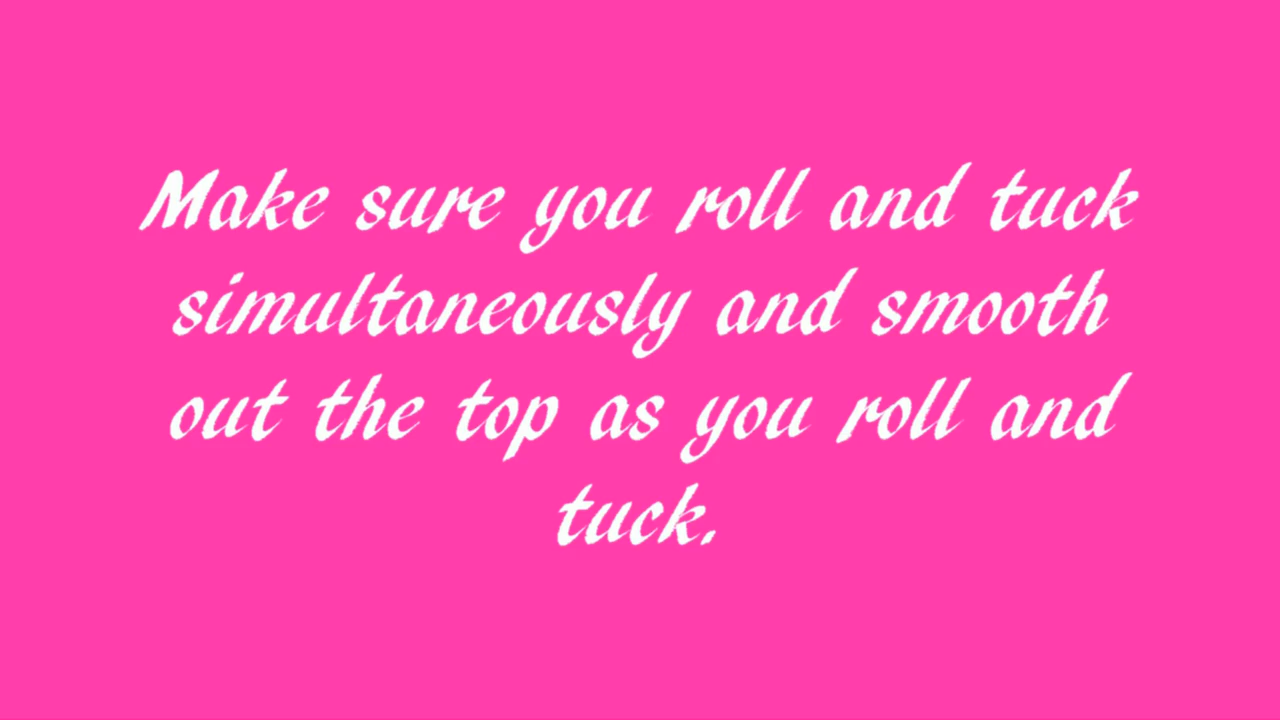 Make sure you roll and tuck
simultaneously and smooth
out the top as you roll and
tuck.